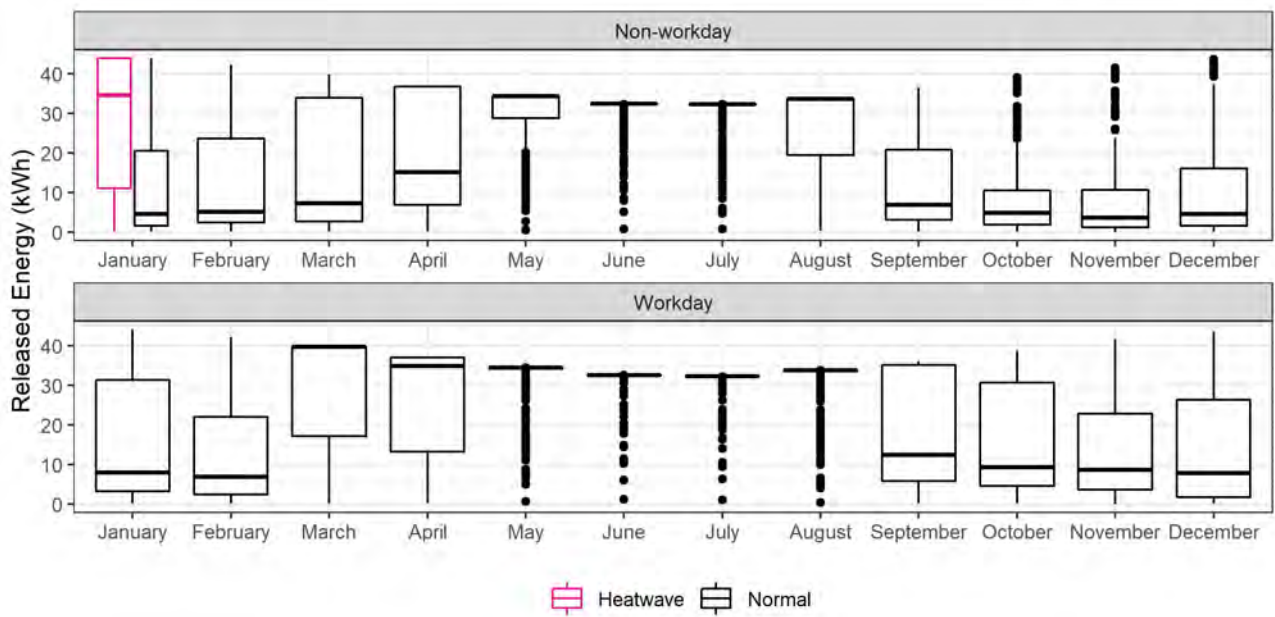 Non-workday
Released Energy (kWh)
40
30
20
10
0
January February March April May June July August September October November December
Workday
40
30
20
10
0
January February March April May June July August September October November December
Heatwave Normal